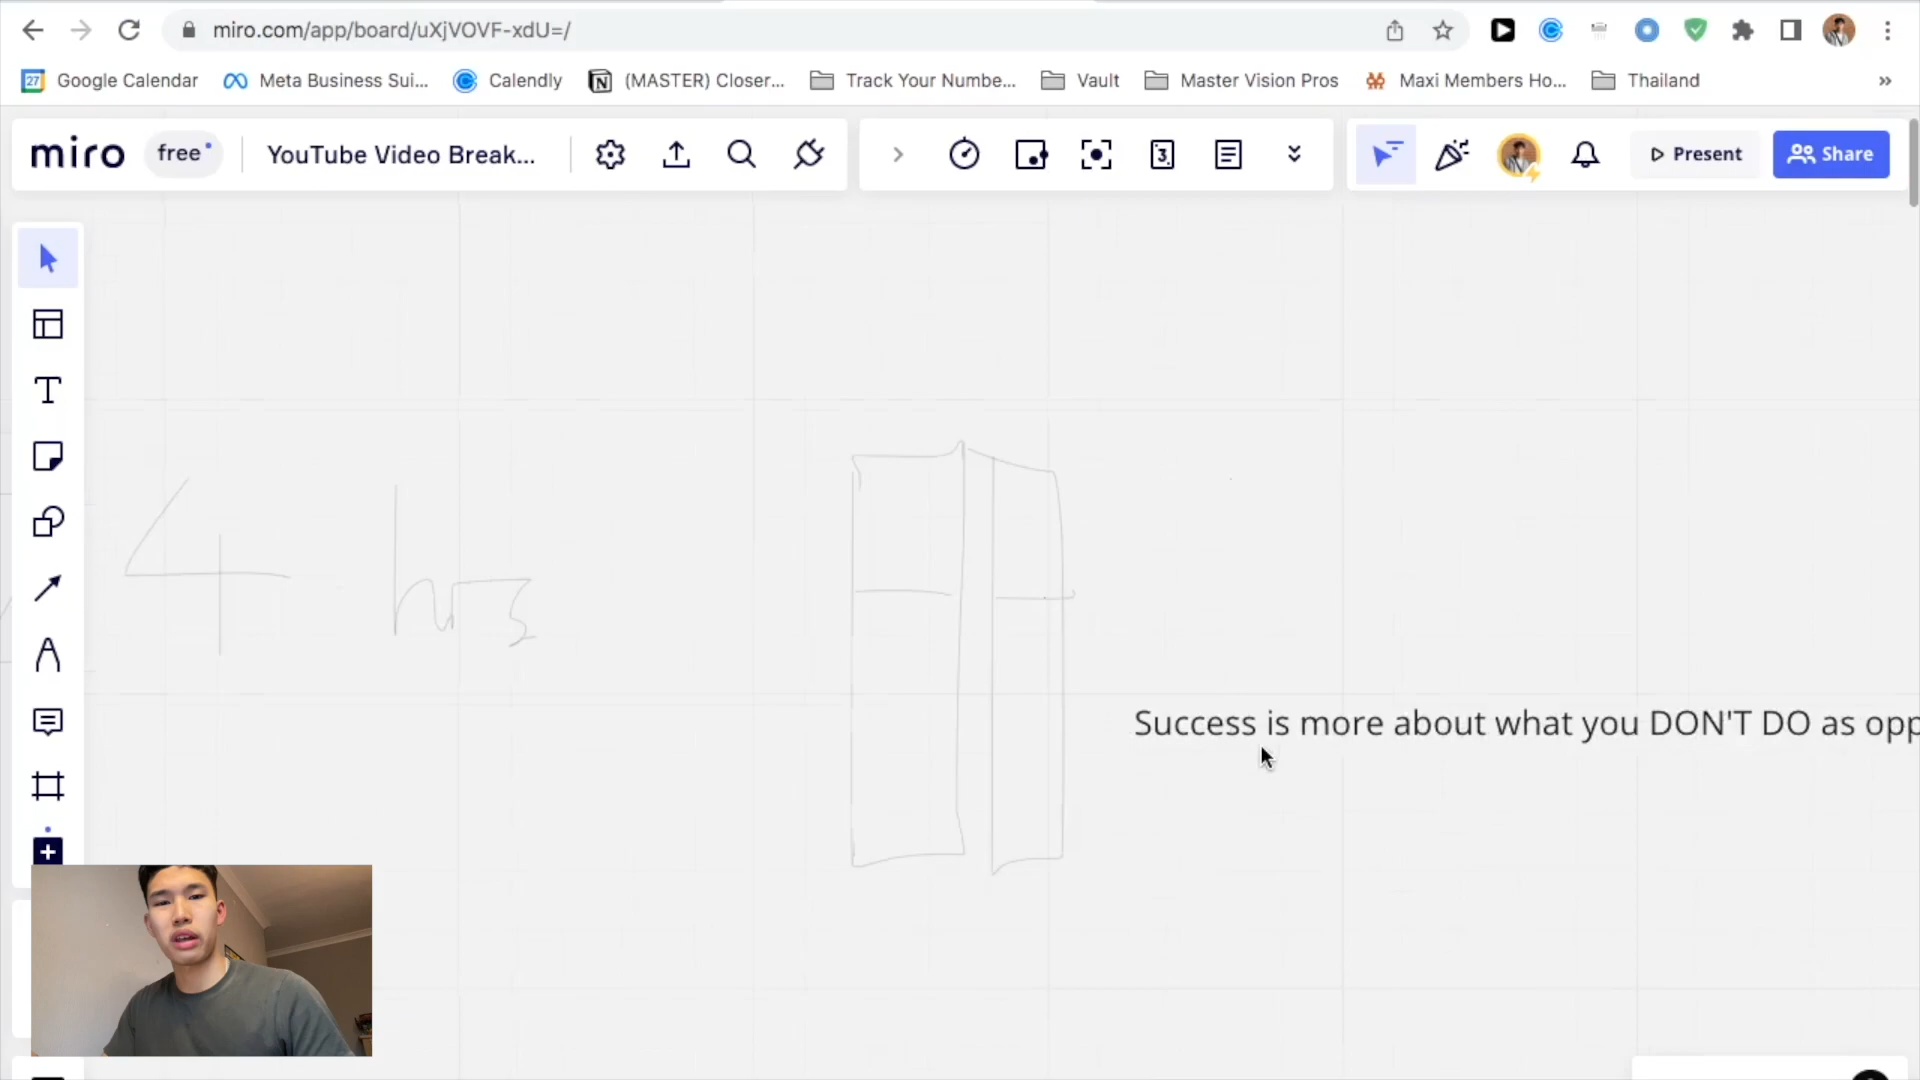 miro.com/app/board/uXjVOVF-xdU=/
27 Google Calendar Meta Business Sui... Calendly (MASTER) Closer... Track Your Numbe... Vault Master Vision Pros Maxi Members Ho... Thailand »
miro free YouTube Video Break... 3 Present Share
4 hrs
Success is more about what you DON'T DO as opp